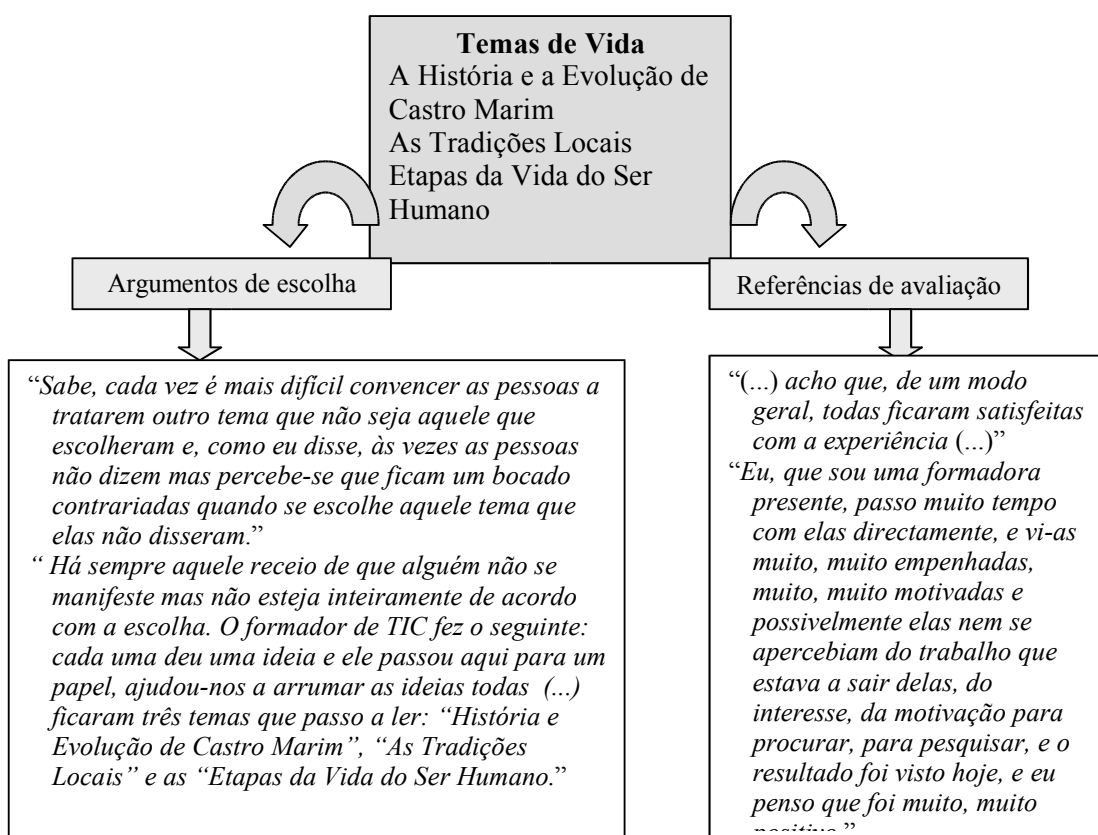 Temas de Vida
A História e a Evolução de
Castro Marim
As Tradições Locais
Etapas da Vida do Ser
Humano
Argumentos de escolha
Referências de avaliação
“Sabe, cada vez é mais difícil convencer as pessoas a
tratarem outro tema que não seja aquele que
escolheram e, como eu disse, às vezes as pessoas
não dizem mas percebe-se que ficam um bocado
contrariadas quando se escolhe aquele tema que
elas não disseram.”
“ Há sempre aquele receio de que alguém não se
manifeste mas não esteja inteiramente de acordo
com a escolha. O formador de TIC fez o seguinte:
cada uma deu uma ideia e ele passou aqui para um
papel, ajudou-nos a arrumar as ideias todas (...)
ficaram três temas que passo a ler: “História e
Evolução de Castro Marim”, “As Tradições
Locais” e as “Etapas da Vida do Ser Humano.”
“(...) acho que, de um modo
geral, todas ficaram satisfeitas
com a experiência (...)”
“Eu, que sou uma formadora
presente, passo muito tempo
com elas directamente, e vi-as
muito, muito empenhadas,
muito, muito motivadas e
possivelmente elas nem se
apercebiam do trabalho que
estava a sair delas, do
interesse, da motivação para
procurar, para pesquisar, e o
resultado foi visto hoje, e eu
penso que foi muito, muito